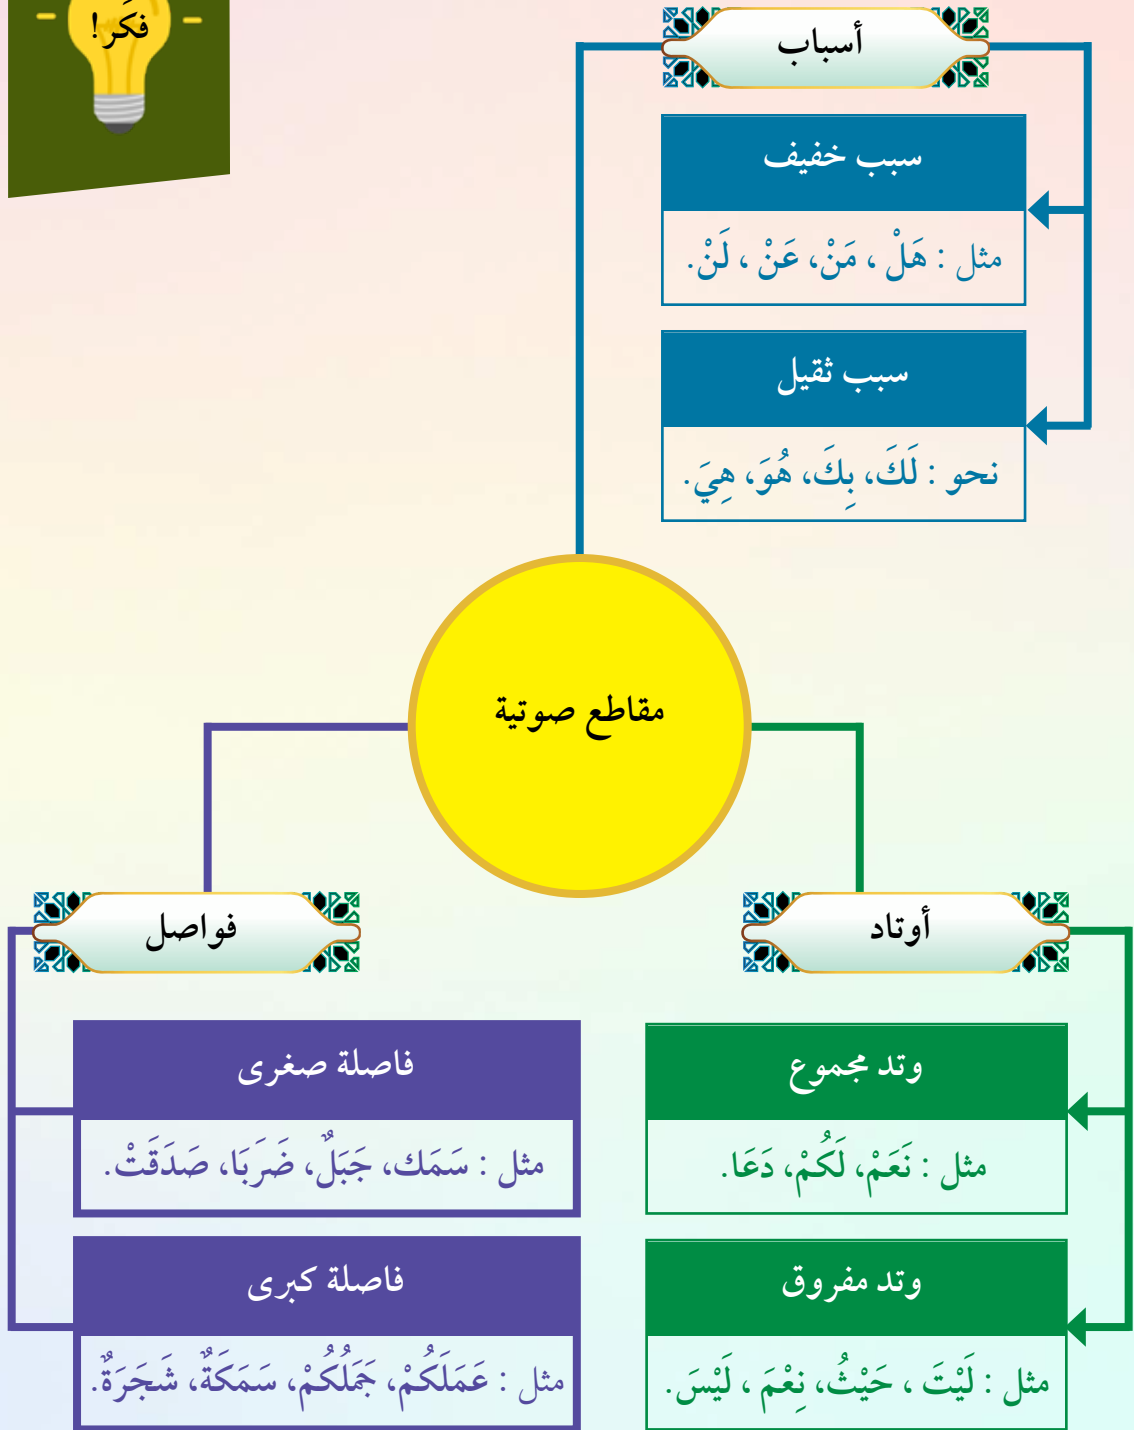 فكَر!
أسباب
سبب خفيف
مثل : هَلْ ، مَنْ، عَنْ ، لَنْ.
سبب ثقيل
نحو : لَكَ، بِكَ، هُوَ، هِيَ.
مقاطع صوتية
أوتاد
وتد مجموع
مثل : نَعَمْ، لَكُمْ، دَعَا.
وتد مفروق
مثل : لَيْتَ ، حَيْثُ، نِعْمَ ، لَيْسَ.
فواصل
فاصلة صغرى
مثل : سَمَك، جَبَلٌ، ضَرَبَا، صَدَقَتْ.
فاصلة كبرى
مثل : عَمَلَكُمْ، جَمَلُكُمْ، سَمَكَةٌ، شَجَرَةٌ.